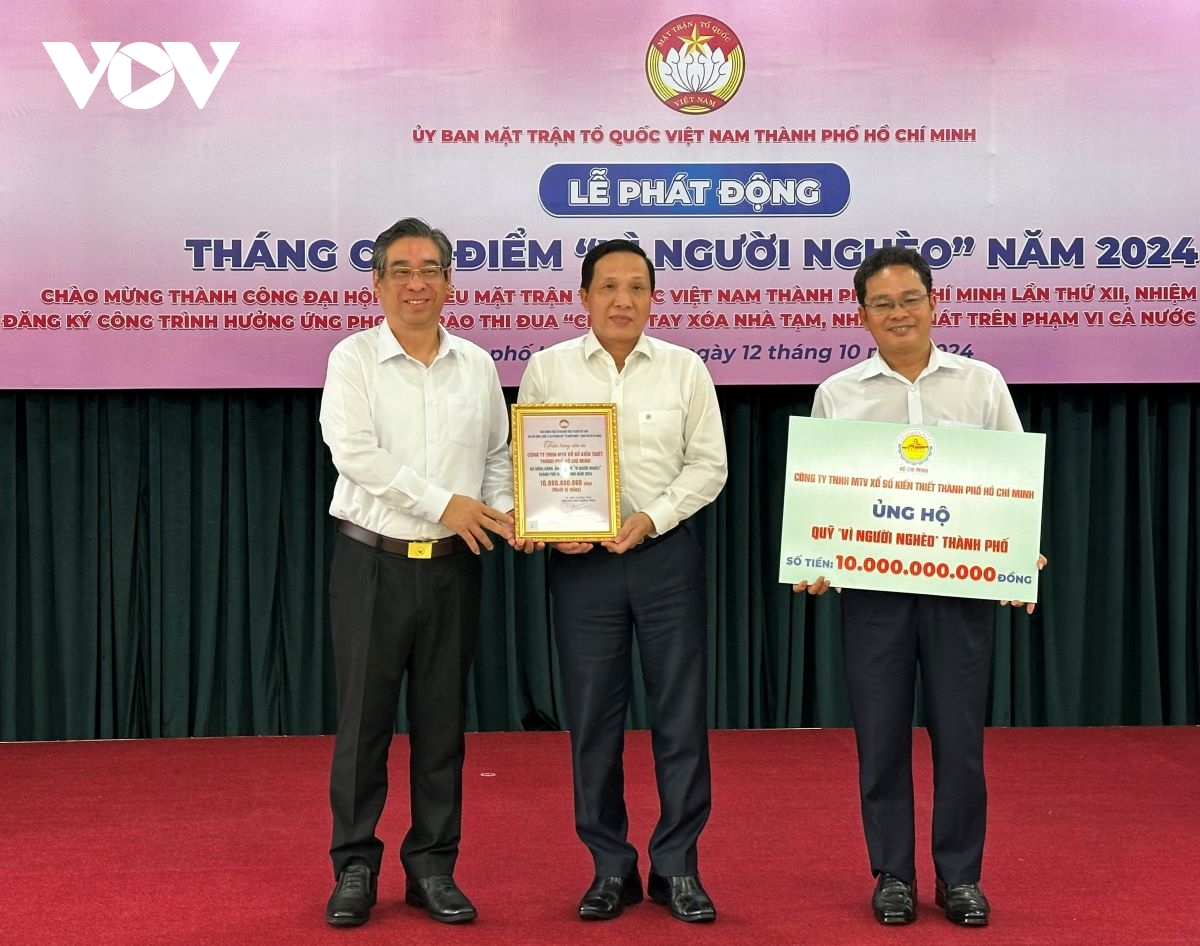 VOV
MẶT TRẬN TỔ QUỐC
VIỆT NAM
ỦY BAN MẶT TRẬN TỔ QUỐC VIỆT NAM THÀNH PHỐ HỒ CHÍ MINH
LỄ PHÁT ĐỘNG
THÁNG ĐIỂM NGƯỜI NGHÈO” NĂM 2024
CHÀO MỪNG THÀNH CÔNG ĐẠI HỘI MẶT TRẬN VIỆT NAM THÀNH CHÍ MINH LẦN THỨ XII, NHIỆM
ĐĂNG KÝ CÔNG TRÌNH HƯỞNG ỨNG THI ĐUA TAY XÓA NHÀ TẠM, TRÊN PHẠM VI CẢ NƯỚC
phố 12 tháng 10 2024
CÔNG TY TNHH MTV XỔ SỐ KIẾN THIẾT
THÀNH PHỐ HỒ CHÍ MINH
10.000.000.000 đồng
(Mười tỷ đồng)
HỒ CHÍ MINH
CÔNG TY TNHH MTV XỔ SỐ KIẾN THIẾT THÀNH PHỐ HỒ CHÍ MINH
ỦNG HỘ
QUỸ "VÌ NGƯỜI NGHÈO" THÀNH PHỐ
SỐ TIỀN: 10.000.000.000 ĐỒNG